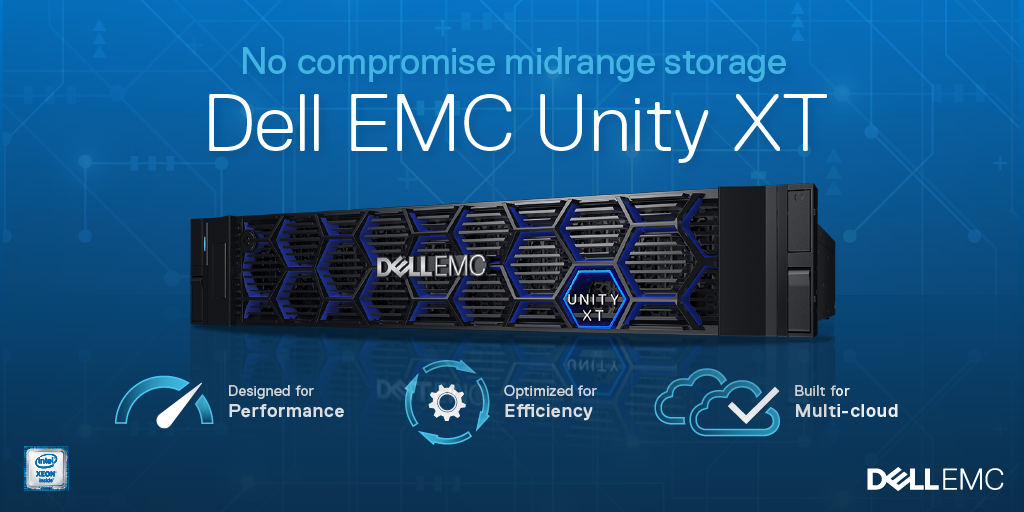 No compromise midrange storage
Dell EMC Unity XT
DELLEMC
UNITY
XT
Designed for
Performance
Optimized for
Efficiency
Built for
Multi-cloud
intel
XEON
inside
DELLEMC